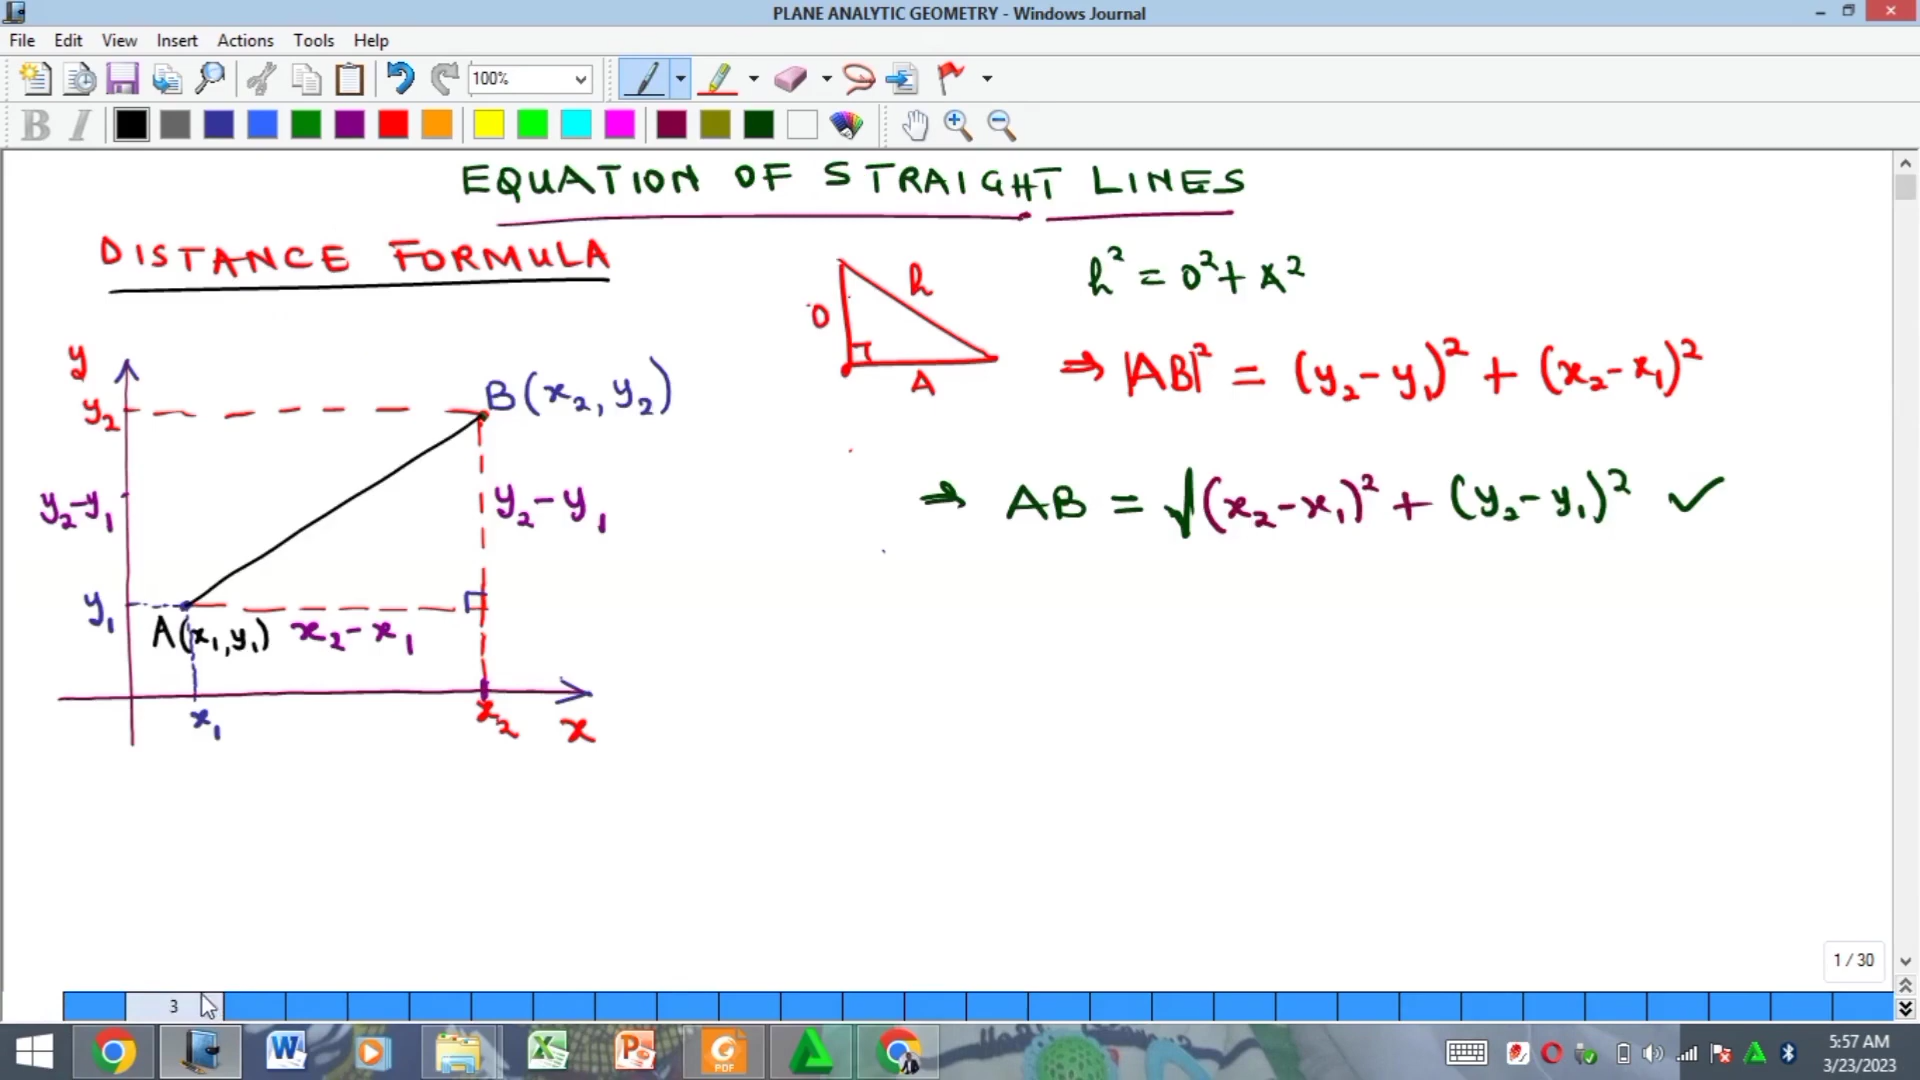 PLANE ANALYTIC GEOMETRY - Windows Journal
File Edit View Insert Actions Tools Help
100%
B I
EQUATION OF STRAIGHT LINES
DISTANCE FORMULA
h² = O² + A²
O
h
A
⇒ |AB|² = (y₂-y₁)² + (x₂-x₁)²
⇒ AB = √(x₂-x₁)² + (y₂-y₁)² ✓
y
y₂
B(x₂, y₂)
y₂-y₁
y₂-y₁
y₁
A(x₁,y₁)
x₂-x₁
x₁
x₂
x
1 / 30
3
5:57 AM
3/23/2023